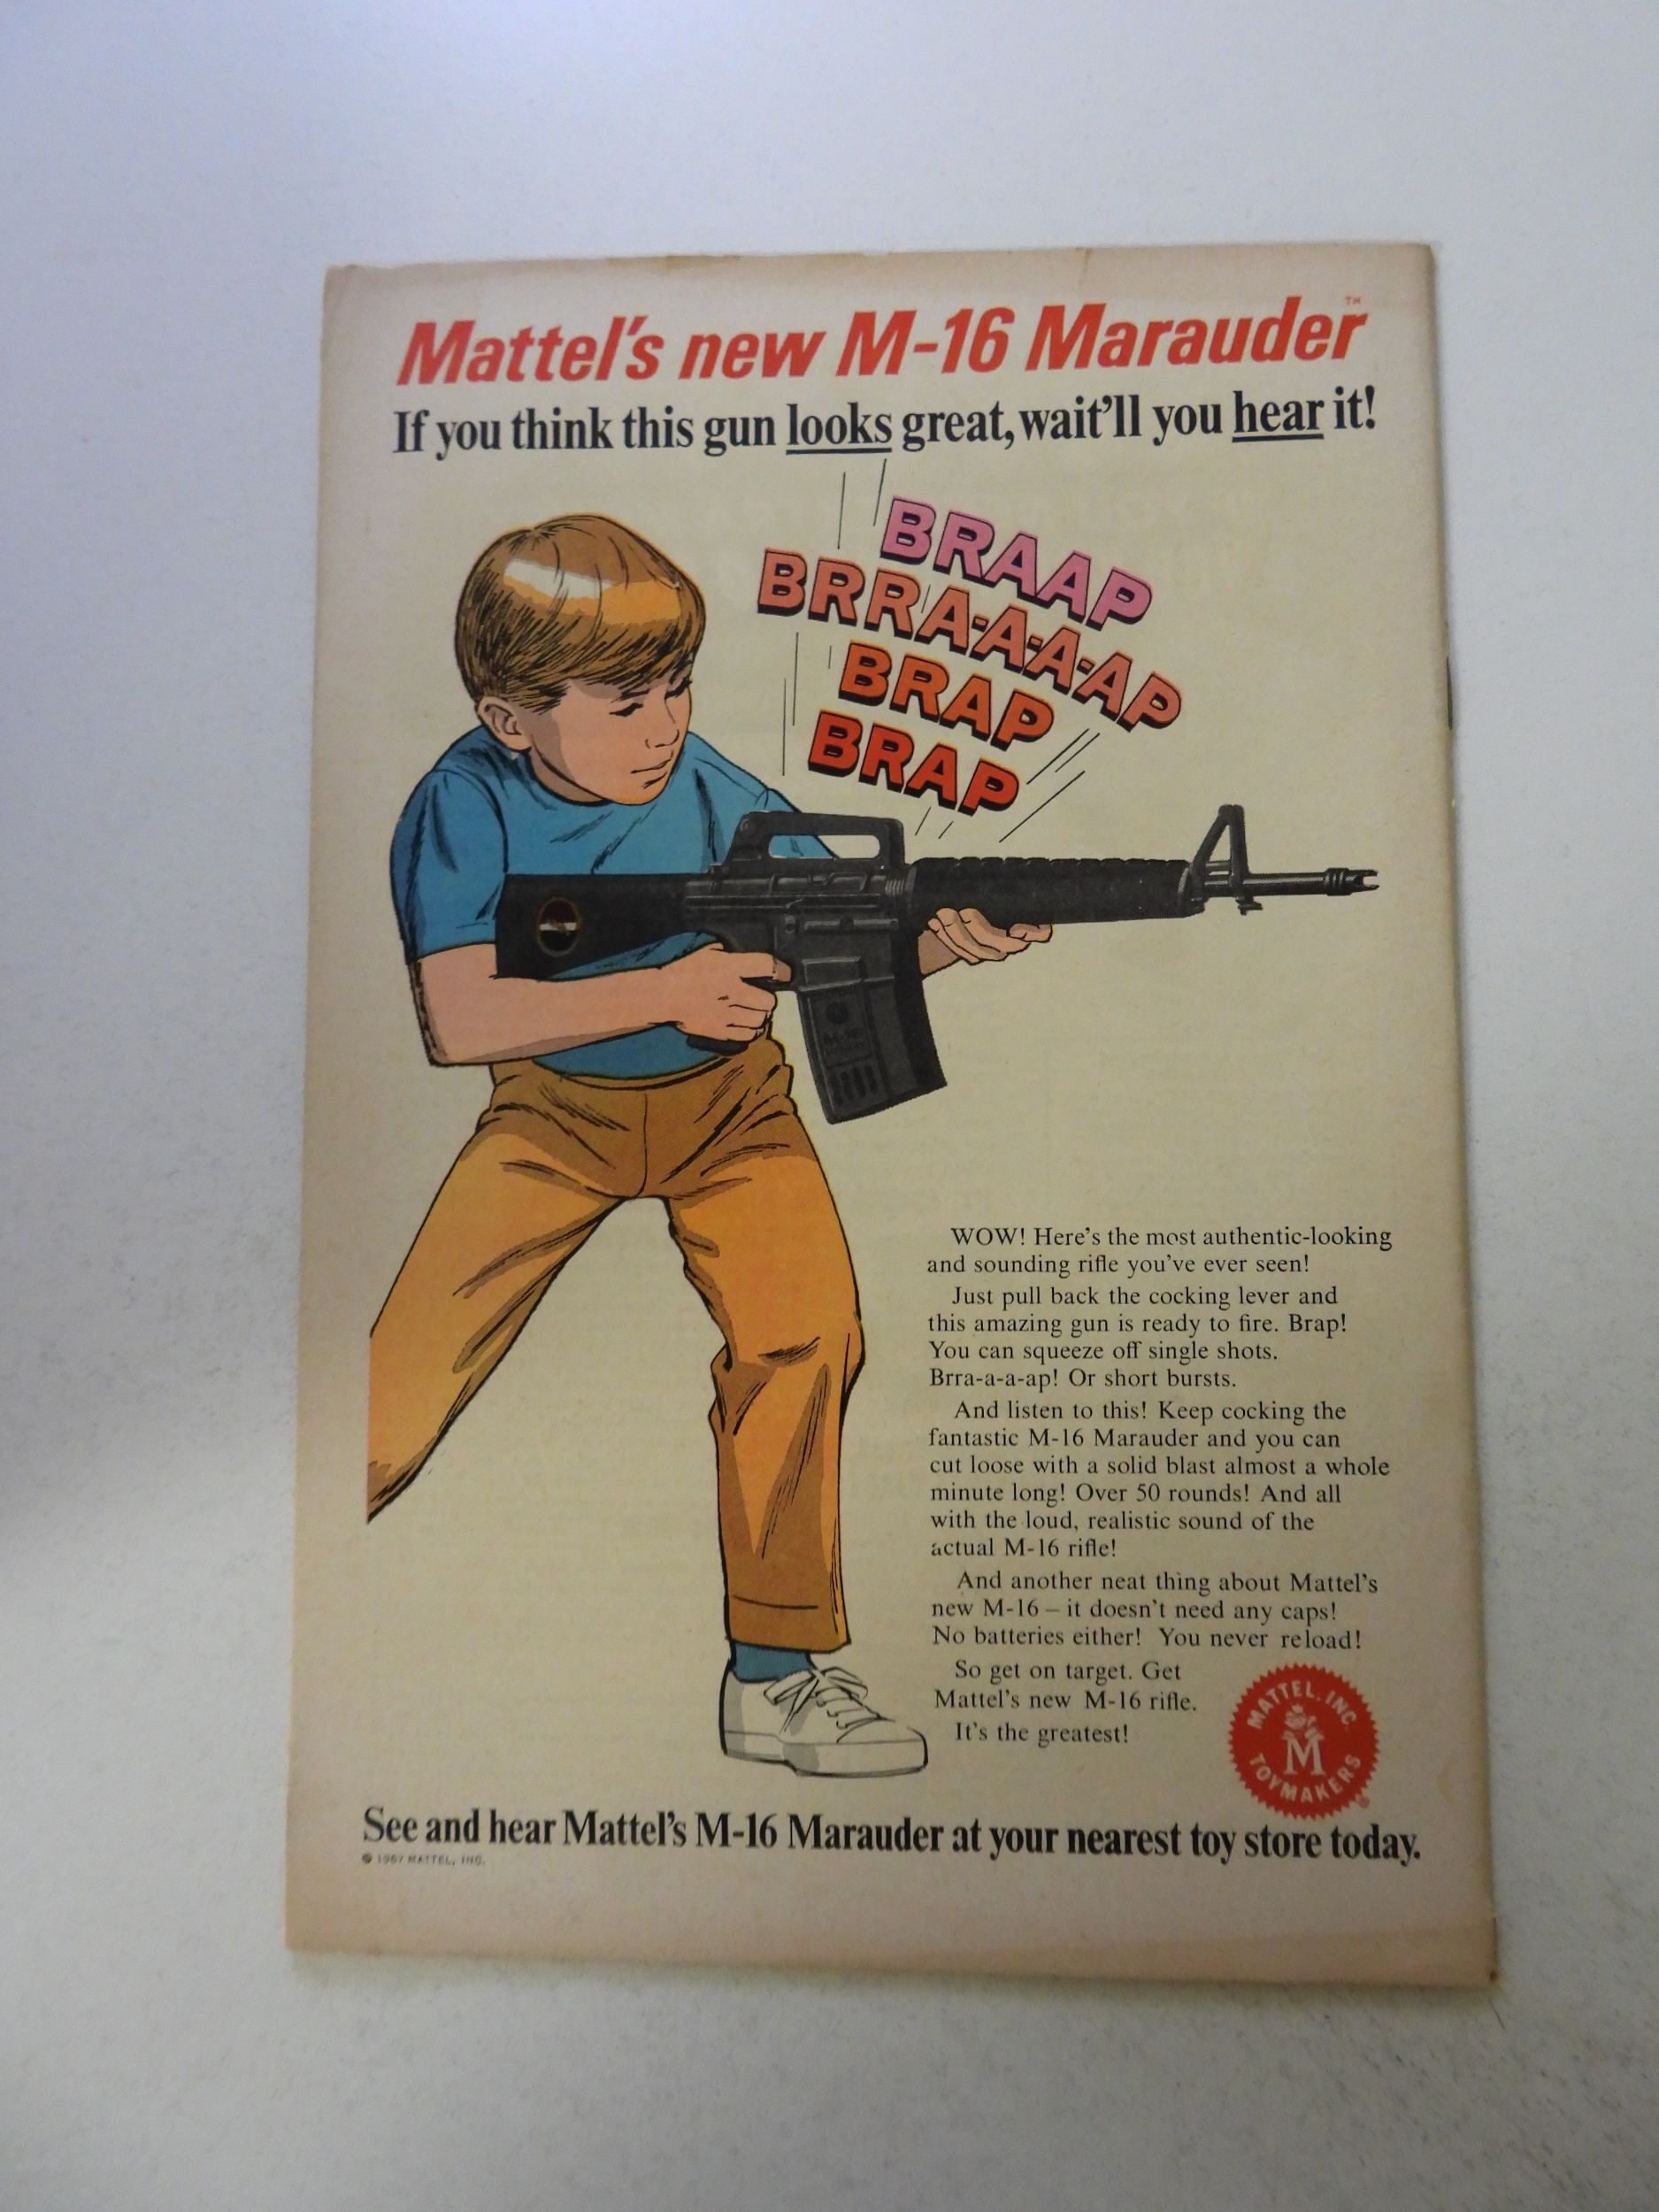 Mattel's new M-16 Marauder™
If you think this gun looks great, wait'll you hear it!
BRAAP
BRRA-A-A-AP
BRAP
BRAP
WOW! Here's the most authentic-looking
and sounding rifle you've ever seen!
Just pull back the cocking lever and
this amazing gun is ready to fire. Brap!
You can squeeze off single shots.
Brra-a-a-ap! Or short bursts.
And listen to this! Keep cocking the
fantastic M-16 Marauder and you can
cut loose with a solid blast almost a whole
minute long! Over 50 rounds! And all
with the loud, realistic sound of the
actual M-16 rifle!
And another neat thing about Mattel's
new M-16 – it doesn't need any caps!
No batteries either! You never reload!
So get on target. Get
Mattel's new M-16 rifle.
It's the greatest!
MATTEL, INC.
M
TOYMAKERS
®
See and hear Mattel's M-16 Marauder at your nearest toy store today.
© 1967 MATTEL, INC.